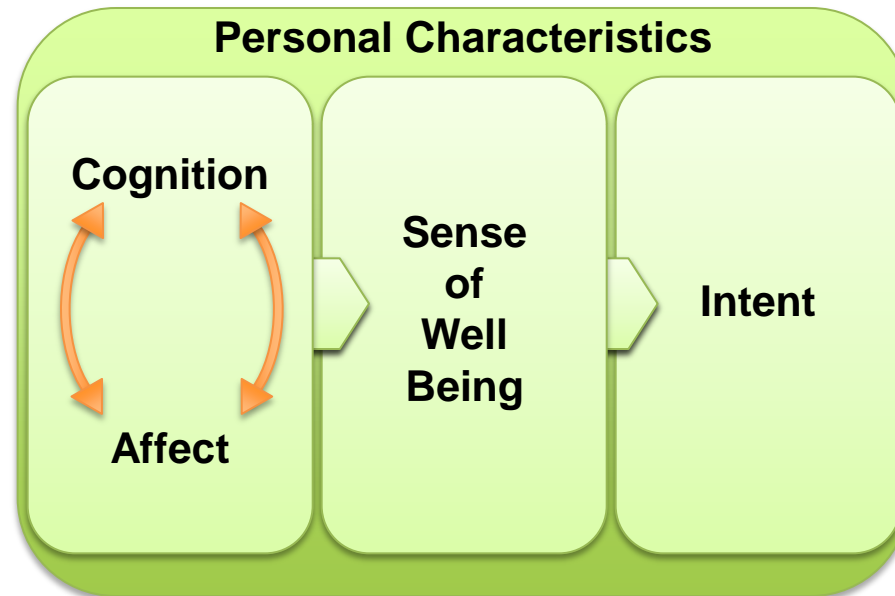 Personal Characteristics
Cognition
Affect
Sense
of
Well
Being
Intent